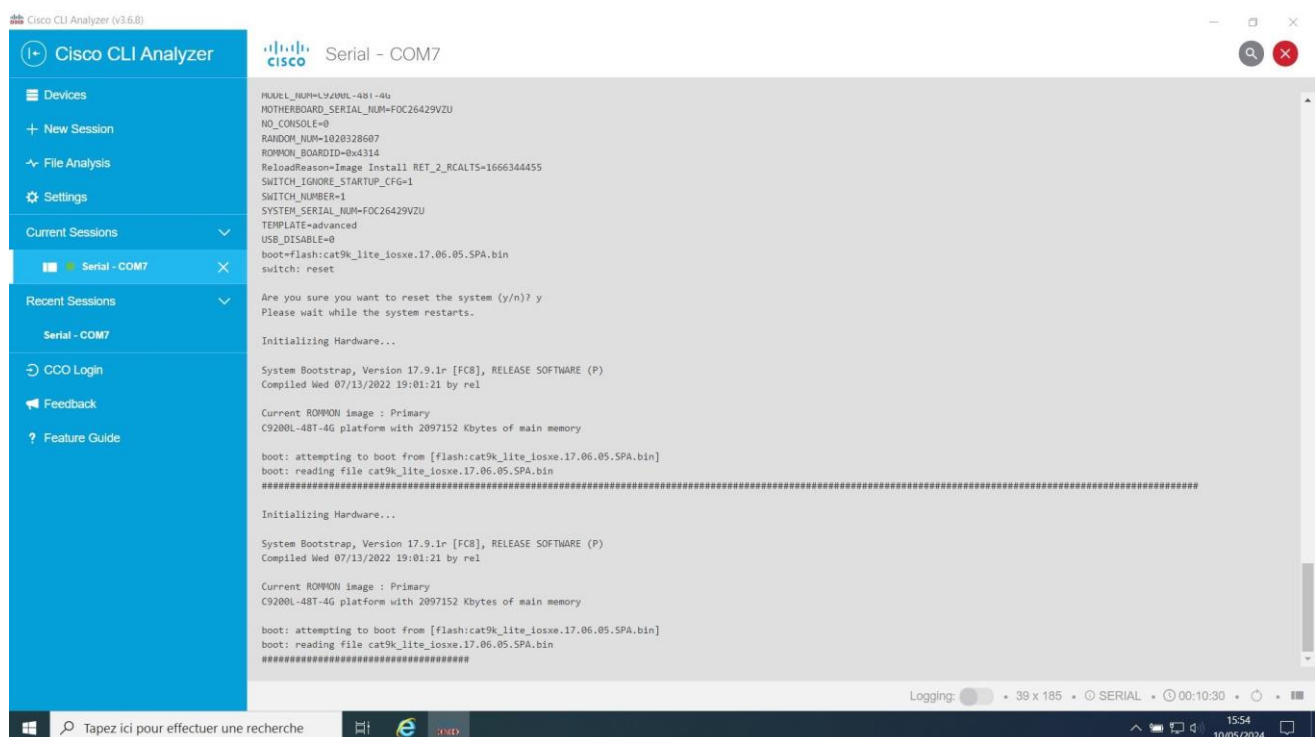 Cisco CLI Analyzer (v3.6.8)
Cisco CLI Analyzer
CISCO
Serial - COM7
Devices
+ New Session
File Analysis
Settings
Current Sessions
Serial - COM7
Recent Sessions
Serial - COM7
CCO Login
Feedback
? Feature Guide
MODEL_NUM=C9200L-48T-4G
MOTHERBOARD_SERIAL_NUM=FOC26429VZU
NO_CONSOLE=0
RANDOM_NUM=1020328607
ROMMON_BOARDID=0x4314
ReloadReason=Image Install RET_2_RCALTS=1666344455
SWITCH_IGNORE_STARTUP_CFG=1
SWITCH_NUMBER=1
SYSTEM_SERIAL_NUM=FOC26429VZU
TEMPLATE=advanced
USB_DISABLE=0
boot=flash:cat9k_lite_iosxe.17.06.05.SPA.bin
switch: reset
Are you sure you want to reset the system (y/n)? y
Please wait while the system restarts.
Initializing Hardware...
System Bootstrap, Version 17.9.1r [FC8], RELEASE SOFTWARE (P)
Compiled Wed 07/13/2022 19:01:21 by rel
Current ROMMON image : Primary
C9200L-48T-4G platform with 2097152 Kbytes of main memory
boot: attempting to boot from [flash:cat9k_lite_iosxe.17.06.05.SPA.bin]
boot: reading file cat9k_lite_iosxe.17.06.05.SPA.bin
########################################################################################################################################################################
Initializing Hardware...
System Bootstrap, Version 17.9.1r [FC8], RELEASE SOFTWARE (P)
Compiled Wed 07/13/2022 19:01:21 by rel
Current ROMMON image : Primary
C9200L-48T-4G platform with 2097152 Kbytes of main memory
boot: attempting to boot from [flash:cat9k_lite_iosxe.17.06.05.SPA.bin]
boot: reading file cat9k_lite_iosxe.17.06.05.SPA.bin
#####################################
Logging: • 39 x 185 • SERIAL • 00:10:30
Tapez ici pour effectuer une recherche
15:54
10/05/2024